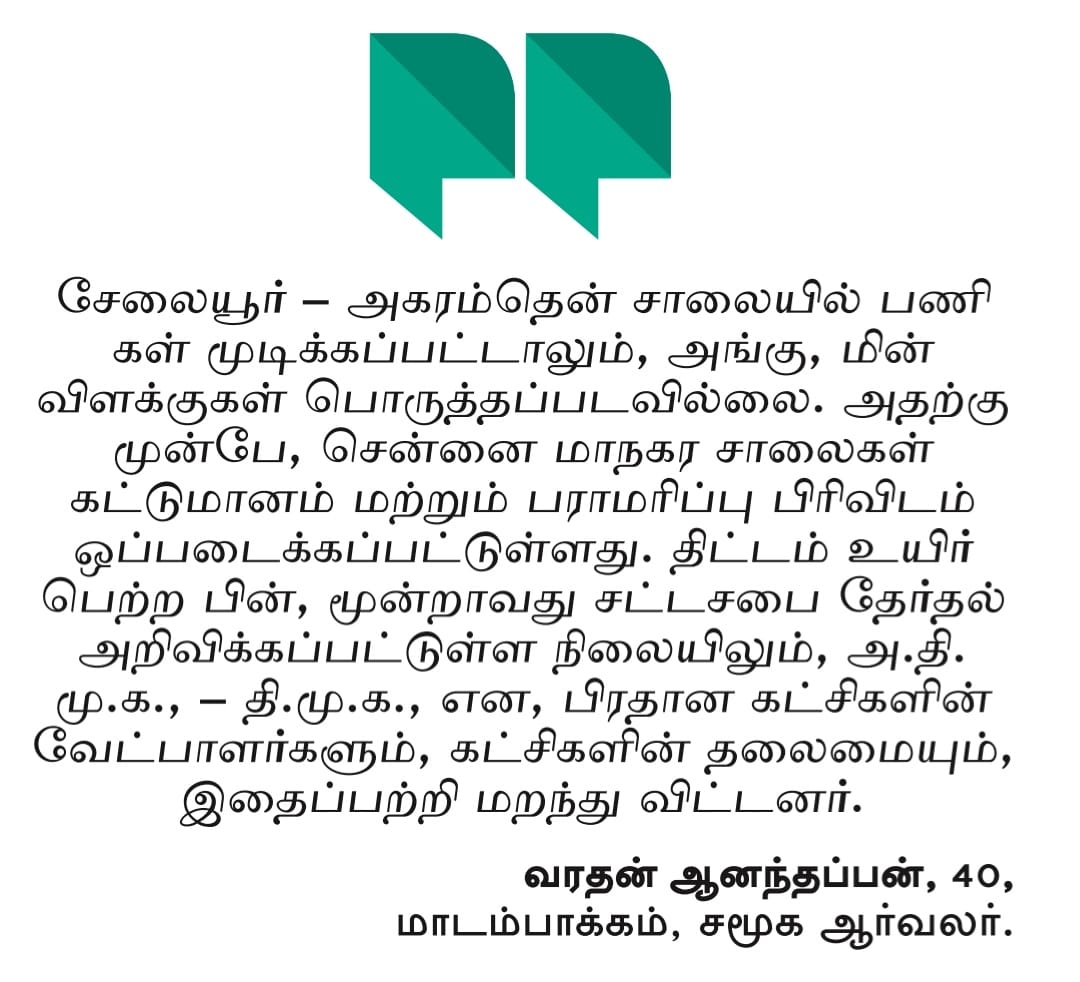 சேலையூர் – அகரம்தென் சாலையில் பணி
கள் முடிக்கப்பட்டாலும், அங்கு, மின்
விளக்குகள் பொருத்தப்படவில்லை. அதற்கு
முன்பே, சென்னை மாநகர சாலைகள்
கட்டுமானம் மற்றும் பராமரிப்பு பிரிவிடம்
ஒப்படைக்கப்பட்டுள்ளது. திட்டம் உயிர்
பெற்ற பின், மூன்றாவது சட்டசபை தேர்தல்
அறிவிக்கப்பட்டுள்ள நிலையிலும், அ.தி.
மு.க., – தி.மு.க., என, பிரதான கட்சிகளின்
வேட்பாளர்களும், கட்சிகளின் தலைமையும்,
இதைப்பற்றி மறந்து விட்டனர்.
வரதன் ஆனந்தப்பன், 40,
மாடம்பாக்கம், சமூக ஆர்வலர்.